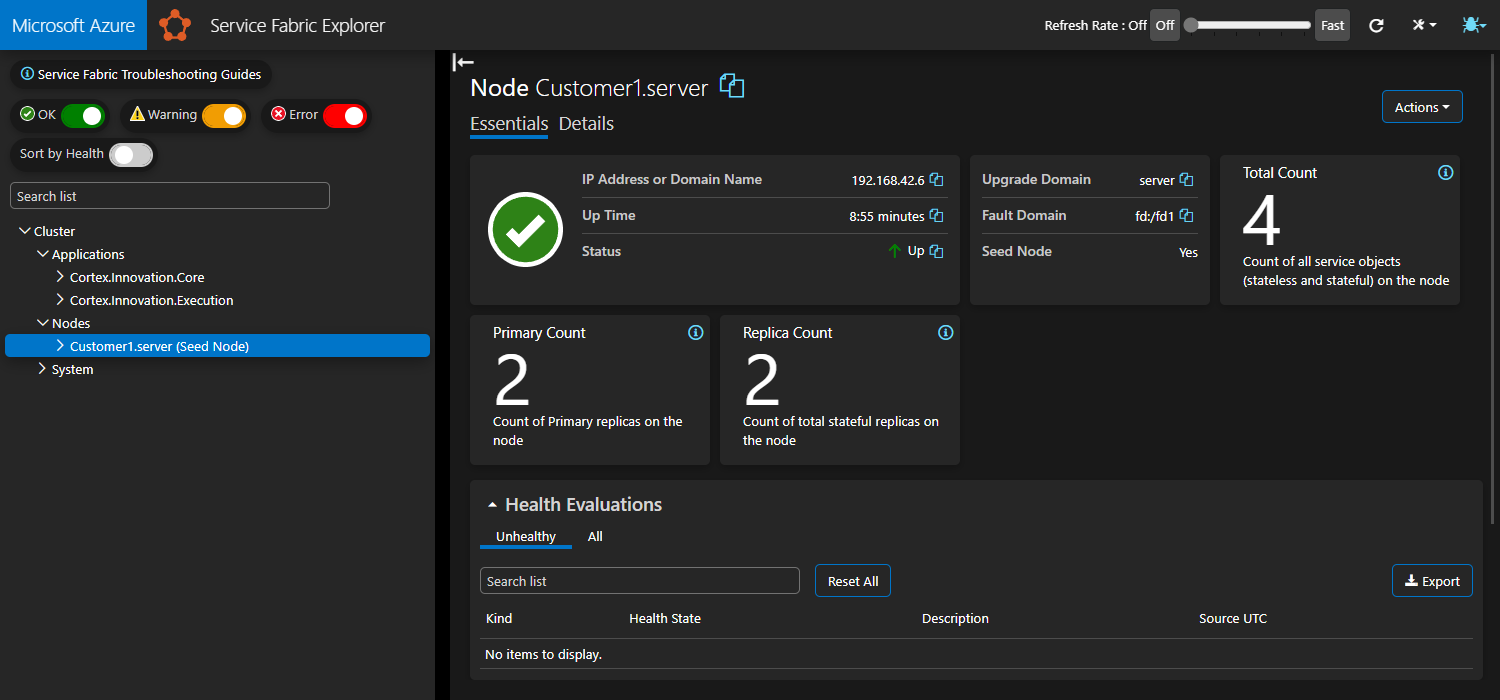 Microsoft Azure
Service Fabric Explorer
Refresh Rate : Off
Off
Fast
Service Fabric Troubleshooting Guides
OK
Warning
Error
Sort by Health
Search list
Cluster
Applications
Cortex.Innovation.Core
Cortex.Innovation.Execution
Nodes
Customer1.server (Seed Node)
System
Node Customer1.server
Actions
Essentials Details
IP Address or Domain Name 192.168.42.6
Up Time 8:55 minutes
Status Up
Upgrade Domain server
Fault Domain fd:/fd1
Seed Node Yes
Total Count
4
Count of all service objects
(stateless and stateful) on the node
Primary Count
2
Count of Primary replicas on the
node
Replica Count
2
Count of total stateful replicas on
the node
Health Evaluations
Unhealthy All
Search list
Reset All
Export
Kind Health State Description Source UTC
No items to display.